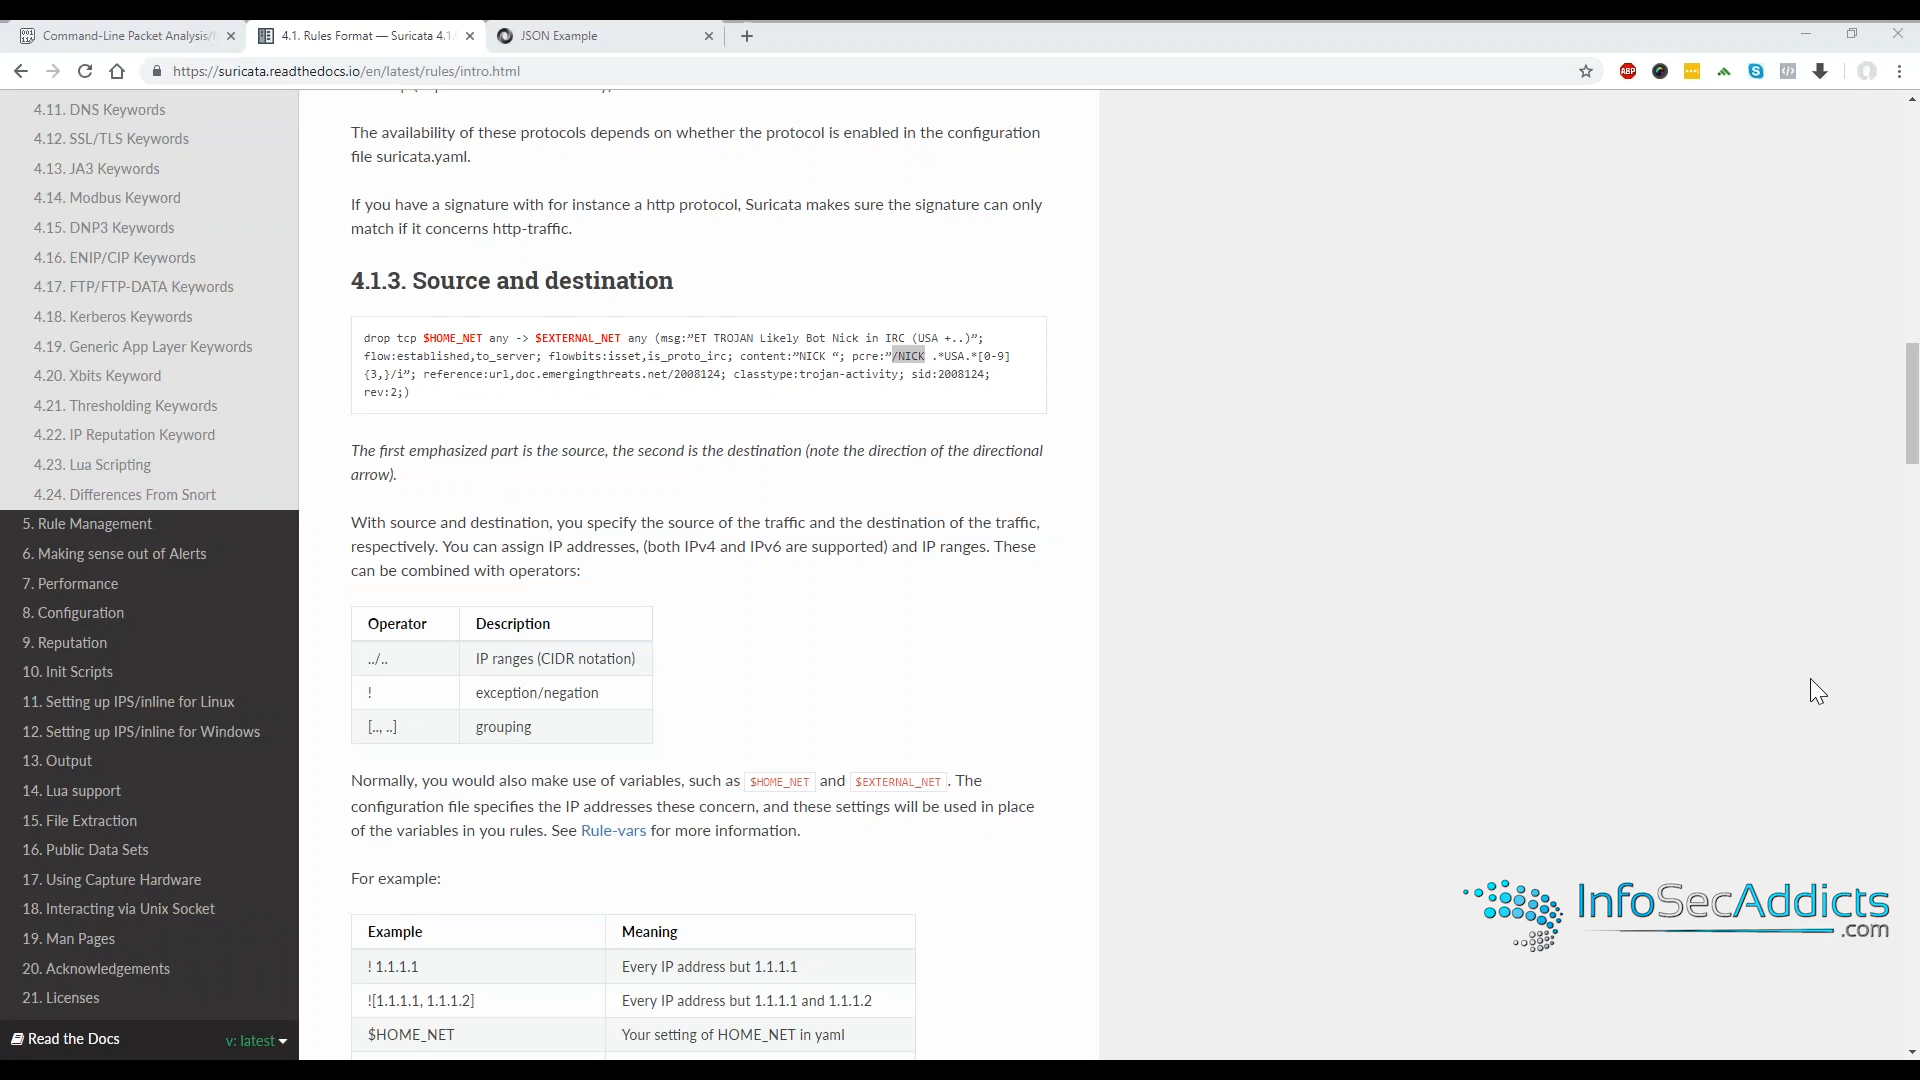 Command-Line Packet Analysis/
4.1. Rules Format — Suricata 4.1
JSON Example
https://suricata.readthedocs.io/en/latest/rules/intro.html
ABP
4.11. DNS Keywords
4.12. SSL/TLS Keywords
4.13. JA3 Keywords
4.14. Modbus Keyword
4.15. DNP3 Keywords
4.16. ENIP/CIP Keywords
4.17. FTP/FTP-DATA Keywords
4.18. Kerberos Keywords
4.19. Generic App Layer Keywords
4.20. Xbits Keyword
4.21. Thresholding Keywords
4.22. IP Reputation Keyword
4.23. Lua Scripting
4.24. Differences From Snort
5. Rule Management
6. Making sense out of Alerts
7. Performance
8. Configuration
9. Reputation
10. Init Scripts
11. Setting up IPS/inline for Linux
12. Setting up IPS/inline for Windows
13. Output
14. Lua support
15. File Extraction
16. Public Data Sets
17. Using Capture Hardware
18. Interacting via Unix Socket
19. Man Pages
20. Acknowledgements
21. Licenses
Read the Docs
v: latest
The availability of these protocols depends on whether the protocol is enabled in the configuration
file suricata.yaml.
If you have a signature with for instance a http protocol, Suricata makes sure the signature can only
match if it concerns http-traffic.
4.1.3. Source and destination
drop tcp $HOME_NET any -> $EXTERNAL_NET any (msg:”ET TROJAN Likely Bot Nick in IRC (USA +..)”;
flow:established,to_server; flowbits:isset,is_proto_irc; content:”NICK “; pcre:”/NICK .*USA.*[0-9]
{3,}/i”; reference:url,doc.emergingthreats.net/2008124; classtype:trojan-activity; sid:2008124;
rev:2;)
The first emphasized part is the source, the second is the destination (note the direction of the directional
arrow).
With source and destination, you specify the source of the traffic and the destination of the traffic,
respectively. You can assign IP addresses, (both IPv4 and IPv6 are supported) and IP ranges. These
can be combined with operators:
Operator Description
../.. IP ranges (CIDR notation)
! exception/negation
[.., ..] grouping
Normally, you would also make use of variables, such as $HOME_NET and $EXTERNAL_NET. The
configuration file specifies the IP addresses these concern, and these settings will be used in place
of the variables in you rules. See Rule-vars for more information.
For example:
Example Meaning
! 1.1.1.1 Every IP address but 1.1.1.1
![1.1.1.1, 1.1.1.2] Every IP address but 1.1.1.1 and 1.1.1.2
$HOME_NET Your setting of HOME_NET in yaml
InfoSecAddicts
.com